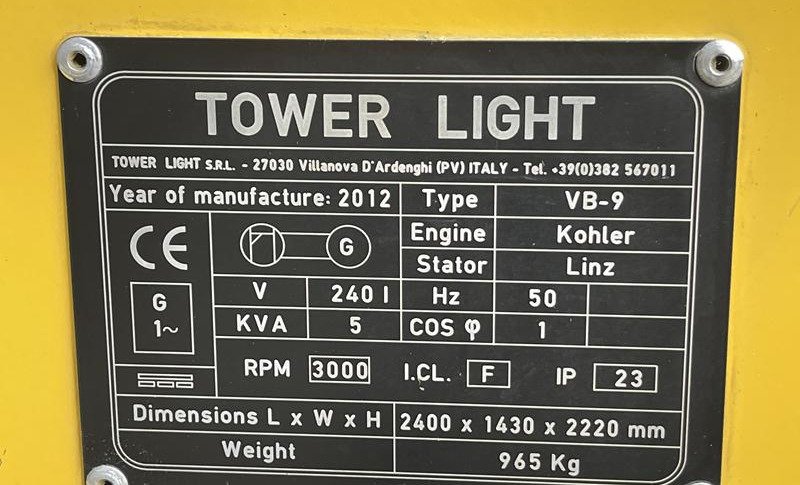 TOWER LIGHT
TOWER LIGHT S.R.L. - 27030 Villanova D'Ardenghi (PV) ITALY - Tel. +39(0)382 567011
Year of manufacture: 2012 Type VB-9
CE G Engine Kohler
Stator Linz
G 1~ V 240 I Hz 50
KVA 5 COS φ 1
RPM 3000 I.CL. F IP 23
Dimensions L x W x H 2400 x 1430 x 2220 mm
Weight 965 Kg